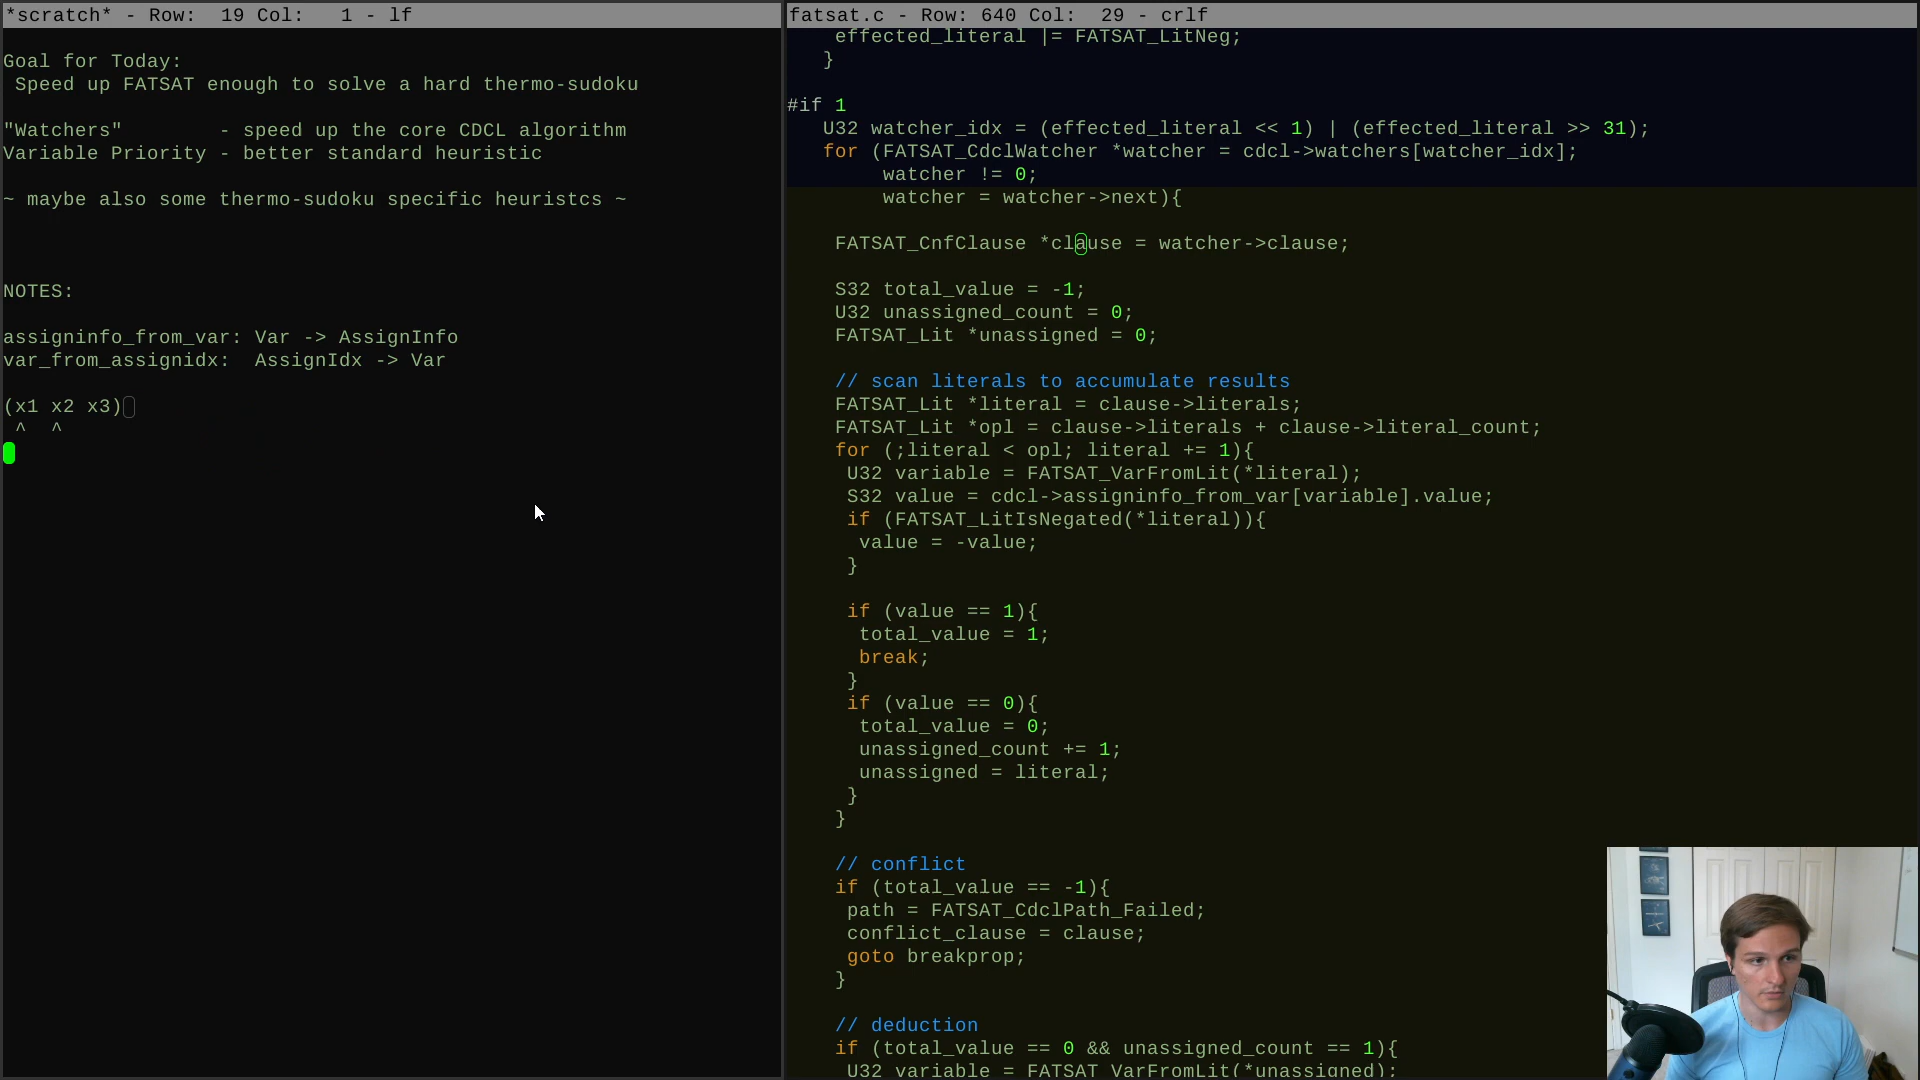 *scratch* - Row:  19 Col:   1 - lf
Goal for Today:
 Speed up FATSAT enough to solve a hard thermo-sudoku
"Watchers"        - speed up the core CDCL algorithm
Variable Priority - better standard heuristic
~ maybe also some thermo-sudoku specific heuristcs ~
NOTES:
assigninfo_from_var: Var -> AssignInfo
var_from_assignidx:  AssignIdx -> Var
(x1 x2 x3)
 ^  ^
fatsat.c - Row: 640 Col:  29 - crlf
effected_literal |= FATSAT_LitNeg;
}
#if 1
U32 watcher_idx = (effected_literal << 1) | (effected_literal >> 31);
for (FATSAT_CdclWatcher *watcher = cdcl->watchers[watcher_idx];
watcher != 0;
watcher = watcher->next){
FATSAT_CnfClause *clause = watcher->clause;
S32 total_value = -1;
U32 unassigned_count = 0;
FATSAT_Lit *unassigned = 0;
// scan literals to accumulate results
FATSAT_Lit *literal = clause->literals;
FATSAT_Lit *opl = clause->literals + clause->literal_count;
for (;literal < opl; literal += 1){
U32 variable = FATSAT_VarFromLit(*literal);
S32 value = cdcl->assigninfo_from_var[variable].value;
if (FATSAT_LitIsNegated(*literal)){
value = -value;
}
if (value == 1){
total_value = 1;
break;
}
if (value == 0){
total_value = 0;
unassigned_count += 1;
unassigned = literal;
}
}
// conflict
if (total_value == -1){
path = FATSAT_CdclPath_Failed;
conflict_clause = clause;
goto breakprop;
}
// deduction
if (total_value == 0 && unassigned_count == 1){
U32 variable = FATSAT_VarFromLit(*unassigned);